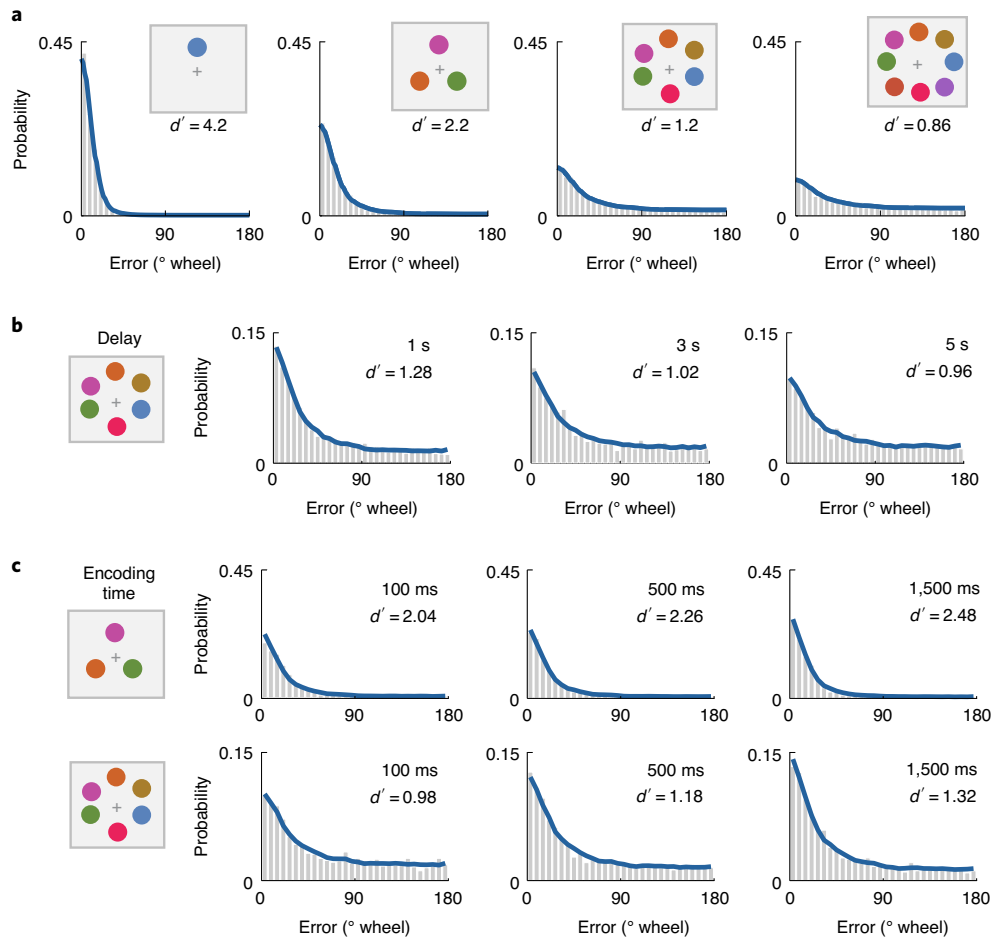 a
0.45 0.45 0.45 0.45
Probability
d′ = 4.2 d′ = 2.2 d′ = 1.2 d′ = 0.86
0 0 0 0
0 90 180 0 90 180 0 90 180 0 90 180
Error (° wheel) Error (° wheel) Error (° wheel) Error (° wheel)
b
Delay
Probability
0.15 0.15 0.15
1 s 3 s 5 s
d′ = 1.28 d′ = 1.02 d′ = 0.96
0 0 0
0 90 180 0 90 180 0 90 180
Error (° wheel) Error (° wheel) Error (° wheel)
c
Encoding
time
Probability
0.45 0.45 0.45
100 ms 500 ms 1,500 ms
d′ = 2.04 d′ = 2.26 d′ = 2.48
0 0 0
0 90 180 0 90 180 0 90 180
Probability
0.15 0.15 0.15
100 ms 500 ms 1,500 ms
d′ = 0.98 d′ = 1.18 d′ = 1.32
0 0 0
0 90 180 0 90 180 0 90 180
Error (° wheel) Error (° wheel) Error (° wheel)